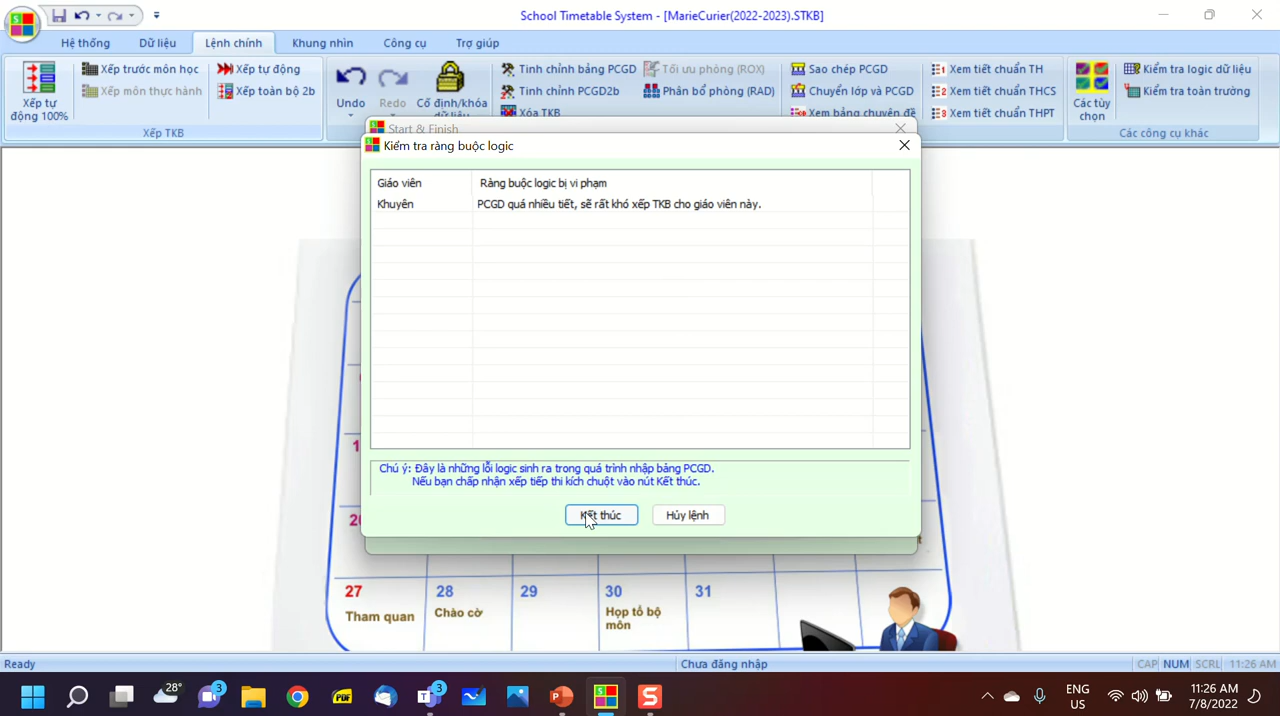 School Timetable System - [MarieCurier(2022-2023).STKB]
Hệ thống Dữ liệu Lệnh chính Khung nhìn Công cụ Trợ giúp
Xếp tự động 100%
Xếp trước môn học
Xếp môn thực hành
Xếp tự động
Xếp toàn bộ 2b
Xếp TKB
Undo
Redo
Cố định/khóa
dữ liệu
Tinh chỉnh bảng PCGD
Tinh chỉnh PCGD2b
Xóa TKB
Tối ưu phòng (ROX)
Phân bổ phòng (RAD)
Sao chép PCGD
Chuyển lớp và PCGD
Xem bảng chuyên đề
Xem tiết chuẩn TH
Xem tiết chuẩn THCS
Xem tiết chuẩn THPT
Các tùy
chọn
Kiểm tra logic dữ liệu
Kiểm tra toàn trường
Các công cụ khác
Start & Finish
Kiểm tra ràng buộc logic
Giáo viên Ràng buộc logic bị vi phạm
Khuyên PCGD quá nhiều tiết, sẽ rất khó xếp TKB cho giáo viên này.
Chú ý: Đây là những lỗi logic sinh ra trong quá trình nhập bảng PCGD.
Nếu bạn chấp nhận xếp tiếp thi kích chuột vào nút Kết thúc.
Kết thúc Hủy lệnh
27 28 29 30 31
Tham quan Chào cờ Họp tổ bộ
môn
Ready Chưa đăng nhập CAP NUM SCRL 11:26 AM
28° 3 PDF 3 ENG
US 11:26 AM
7/8/2022